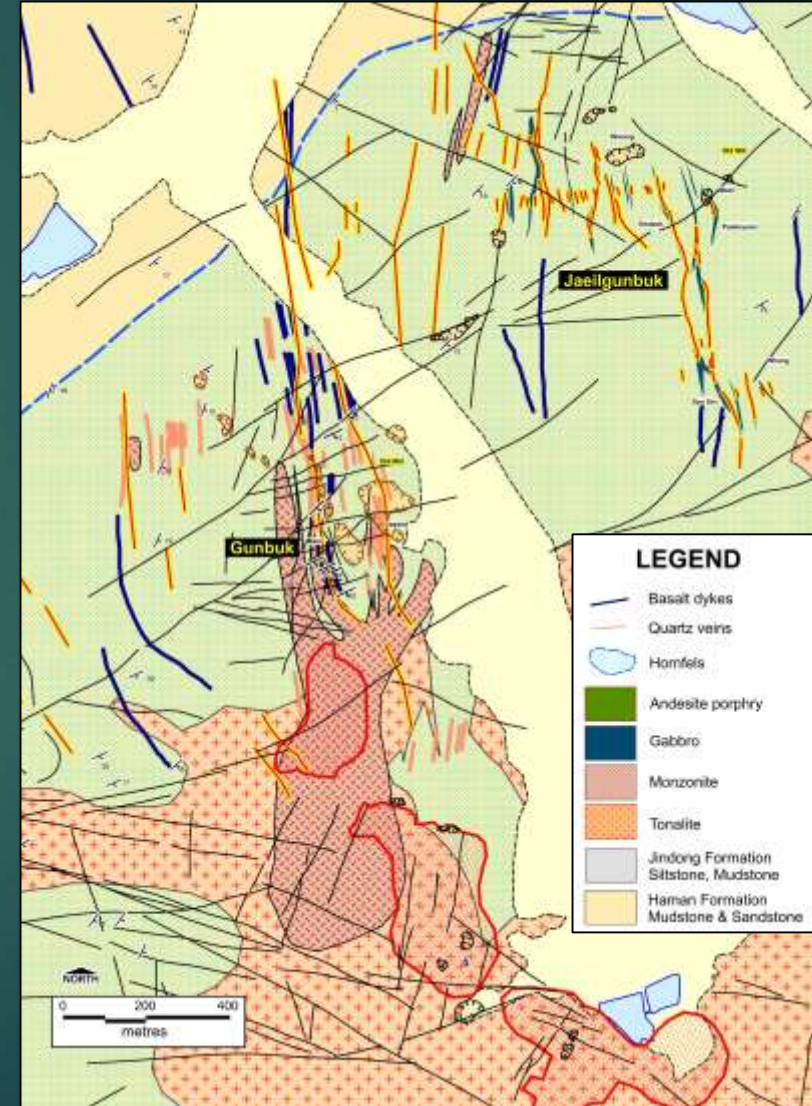 Jaeilgunbuk
Gunbuk
LEGEND
Basalt dykes
Quartz veins
Hornfels
Andesite porphry
Gabbro
Monzonite
Tonalite
Jindong Formation
Siltstone, Mudstone
Haman Formation
Mudstone & Sandstone
NORTH
0 200 400
metres